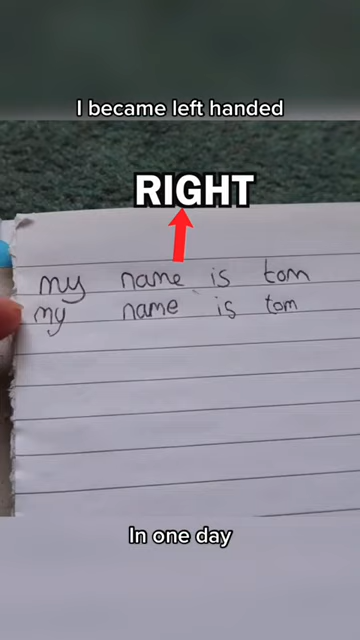 I became left handed
RIGHT
my name is tom
my name is tom
In one day